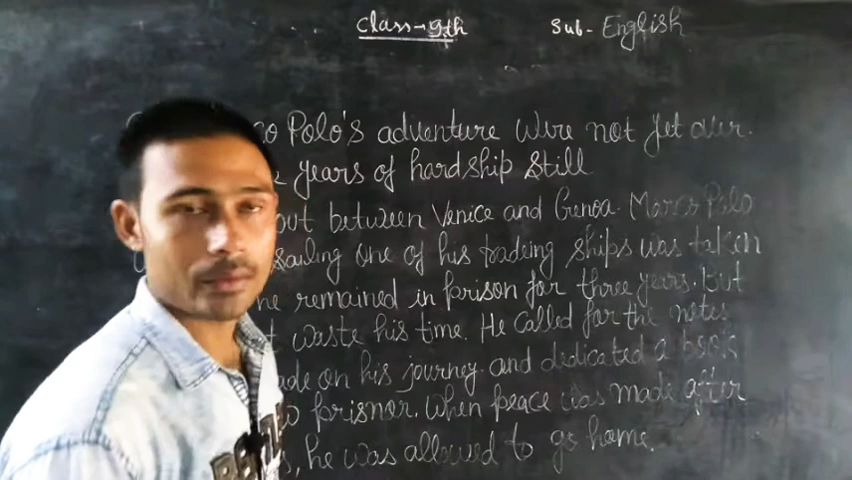 Class-9th Sub- English
Polo's adventure were not yet over.
years of hardship still
out between Venice and Genoa. Marco Polo
sailing one of his tradeing ships was taken
he remained in prison for three years. But
waste his time. He called for the notes
on his journey and dedicated a book
prisner. When peace was made after
he was allowed to go home.